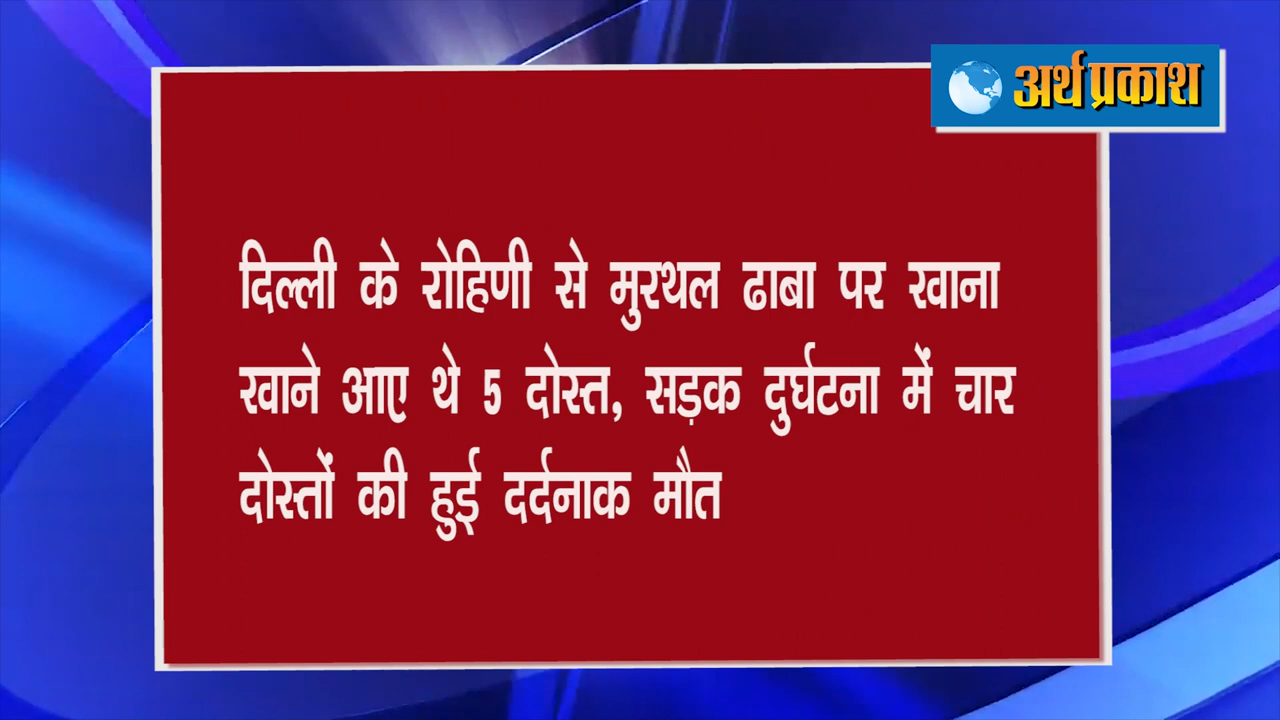 अर्थ प्रकाश
दिल्ली के रोहिणी से मुरथल ढाबा पर खाना
खाने आए थे 5 दोस्त, सड़क दुर्घटना में चार
दोस्तों की हुई दर्दनाक मौत